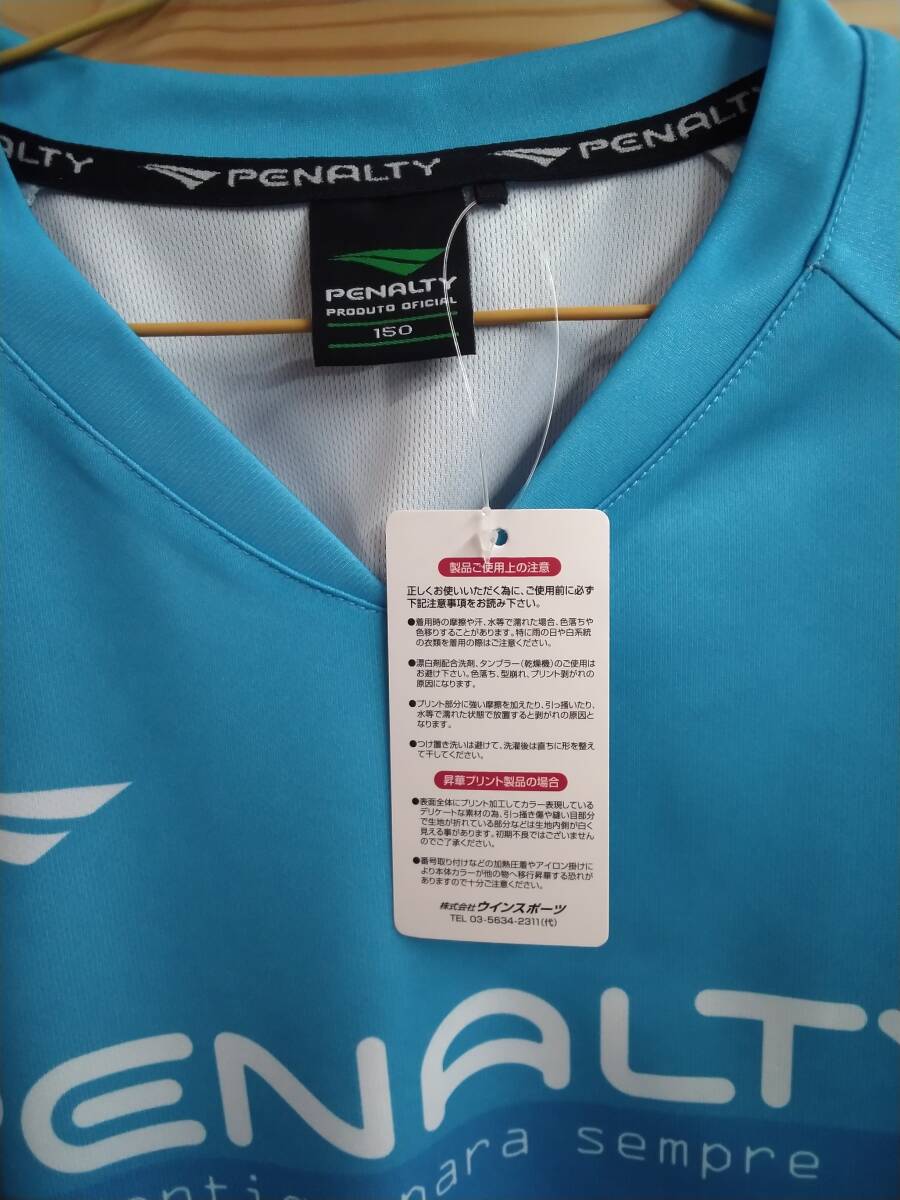 ALTY PENALTY PENALTY
PENALTY
PRODUTO OFICIAL
150
製品ご使用上の注意
正しくお使いいただく為に、ご使用前に必ず
下記注意事項をお読み下さい。
●着用時の摩擦や汗、水等で濡れた場合、色落ちや
色移りすることがあります。特に雨の日や白系統
の衣類を着用の際はご注意ください。
●漂白剤配合洗剤、タンブラー(乾燥機)のご使用は
お避け下さい。色落ち、型崩れ、プリント剥がれの
原因になります。
●プリント部分に強い摩擦を加えたり、引っ掻いたり、
水等で濡れた状態で放置すると剥がれの原因と
なります。
●つけ置き洗いは避けて、洗濯後は直ちに形を整え
て干してください。
昇華プリント製品の場合
●表面全体にプリント加工してカラー表現している
デリケートな素材の為、引っ掻き傷や縫い目部分
で生地が折れている部分などは生地内側が白く
見える事があります。初期不良ではございません
のでご了承ください。
●番号取り付けなどの加熱圧着やアイロン掛けに
より本体カラーが他の物へ移行昇華する恐れが
ありますので十分ご注意ください。
株式会社ウインスポーツ
TEL 03-5634-2311(代)
PENALTY
para sempre